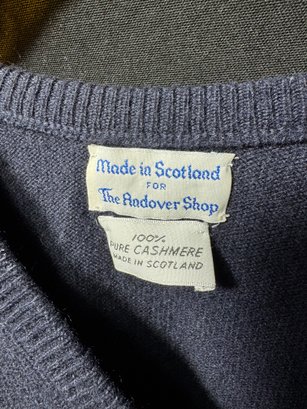 Made in Scotland
FOR
The Andover Shop
100%
PURE CASHMERE
MADE IN SCOTLAND